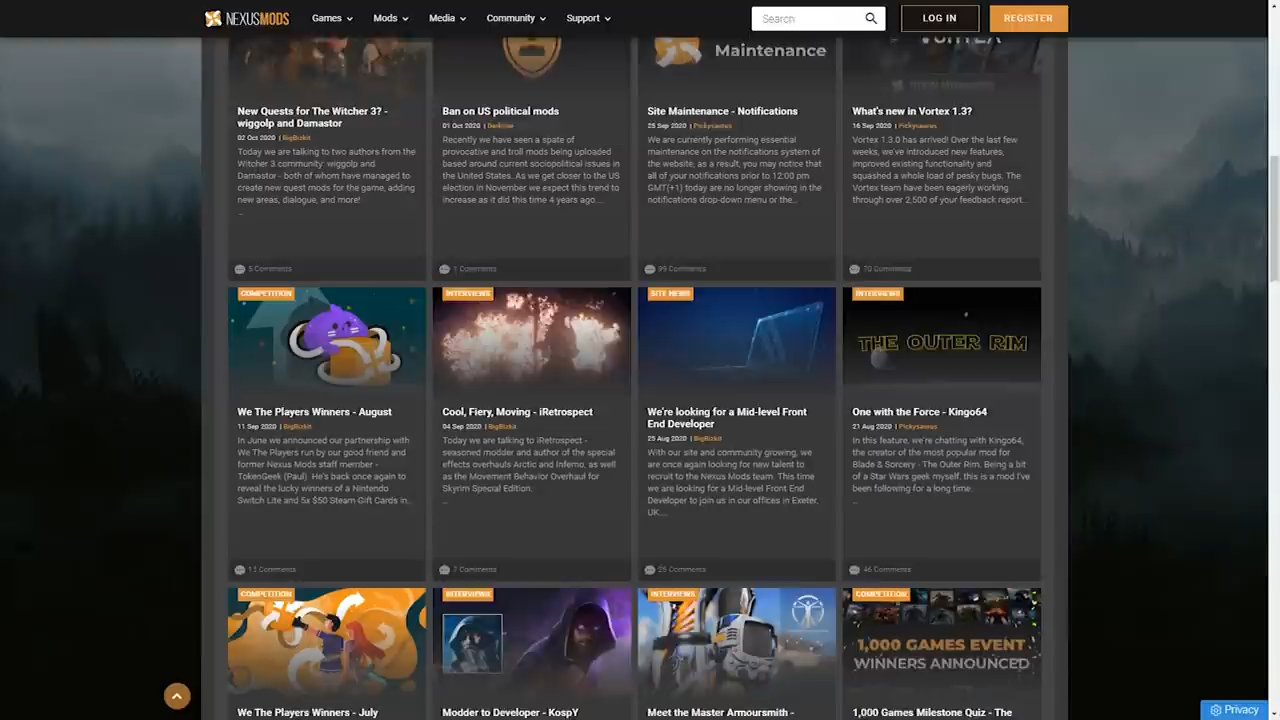 NEXUSMODS Games Mods Media Community Support Search LOG IN REGISTER
Maintenance
VORTEX
New Quests for The Witcher 3? -
wiggolp and Damastor
02 Oct 2020 | BigBizkit
Today we are talking to two authors from the
Witcher 3 community: wiggolp and
Damastor - both of whom have managed to
create new quest mods for the game, adding
new areas, dialogue, and more!
...
5 Comments
Ban on US political mods
01 Oct 2020 |
Recently we have seen a spate of
provocative and troll mods being uploaded
based around current sociopolitical issues in
the United States. As we get closer to the US
election in November we expect this trend to
increase as it did this time 4 years ago....
1 Comments
Site Maintenance - Notifications
25 Sep 2020 | Pickysaurus
We are currently performing essential
maintenance on the notifications system of
the website, as a result, you may notice that
all of your notifications prior to 12:00 pm
GMT(+1) today are no longer showing in the
notifications drop-down menu or the...
99 Comments
What's new in Vortex 1.3?
16 Sep 2020 | Pickysaurus
Vortex 1.3.0 has arrived! Over the last few
weeks, we've introduced new features,
improved existing functionality and
squashed a whole load of pesky bugs. The
Vortex team have been eagerly working
through over 2,500 of your feedback report...
70 Comments
COMPETITION
We The Players Winners - August
11 Sep 2020 | BigBizkit
In June we announced our partnership with
We The Players run by our good friend and
former Nexus Mods staff member -
TokenGeek (Paul) He's back once again to
reveal the lucky winners of a Nintendo
Switch Lite and 5x $50 Steam Gift Cards in...
13 Comments
INTERVIEWS
Cool, Fiery, Moving - iRetrospect
04 Sep 2020 | BigBizkit
Today we are talking to iRetrospect -
seasoned modder and author of the special
effects overhauls Arctic and Inferno, as well
as the Movement Behavior Overhaul for
Skyrim Special Edition.
...
7 Comments
SITE NEWS
We're looking for a Mid-level Front
End Developer
25 Aug 2020 | BigBizkit
With our site and community growing, we
are once again looking for new talent to
recruit to the Nexus Mods team. This time
we are looking for a Mid-level Front End
Developer to join us in our offices in Exeter,
UK....
26 Comments
INTERVIEWS
THE OUTER RIM
One with the Force - Kingo64
21 Aug 2020 | Pickysaurus
In this feature, we're chatting with Kingo64,
the creator of the most popular mod for
Blade & Sorcery - The Outer Rim. Being a bit
of a Star Wars geek myself, this is a mod I've
been following for a long time.
...
46 Comments
COMPETITION
We The Players Winners - July
INTERVIEWS
Modder to Developer - KospY
INTERVIEWS
Meet the Master Armoursmith -
COMPETITION
1,000 GAMES EVENT
WINNERS ANNOUNCED
1,000 Games Milestone Quiz - The
Privacy